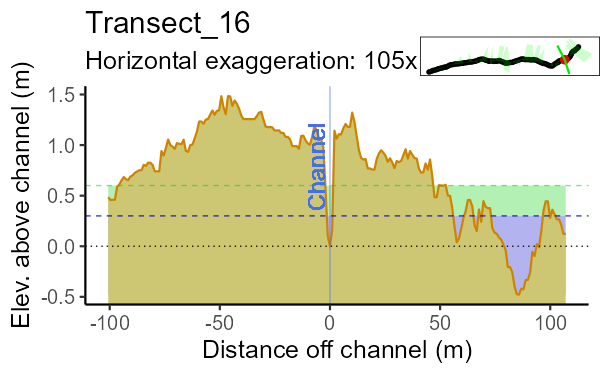 Transect_16
Horizontal exaggeration: 105x
Elev. above channel (m)
1.5
1.0
0.5
0.0
-0.5
Channel
-100
-50
0
50
100
Distance off channel (m)